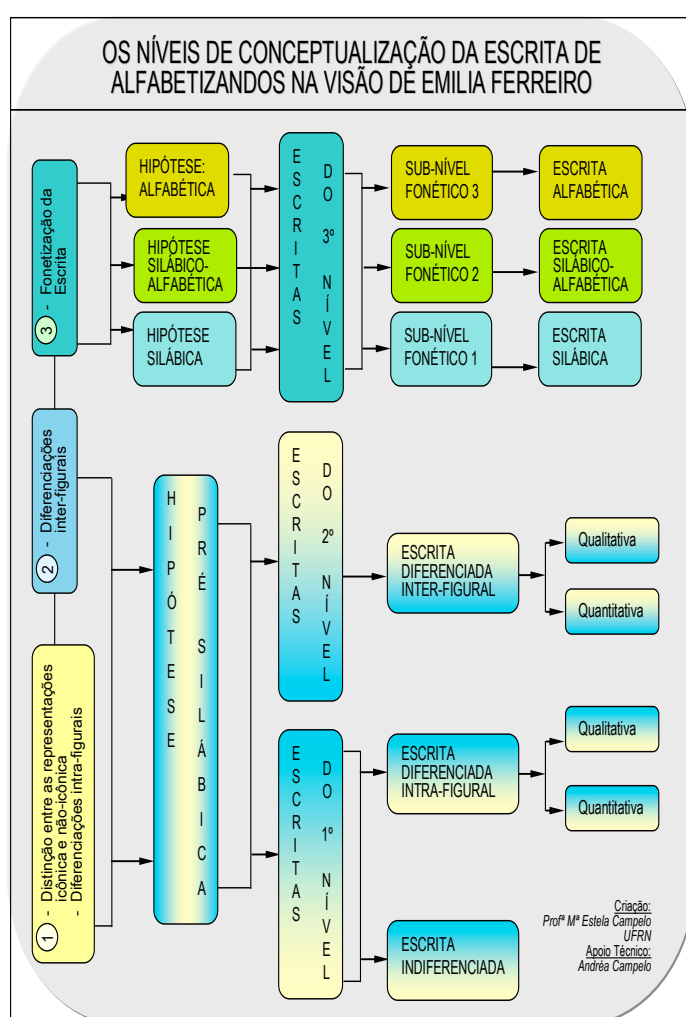 OS NÍVEIS DE CONCEPTUALIZAÇÃO DA ESCRITA DE
ALFABETIZANDOS NA VISÃO DE EMILIA FERREIRO
3 - Fonetização da
Escrita
HIPÓTESE:
ALFABÉTICA
HIPÓTESE
SILÁBICO-
ALFABÉTICA
HIPÓTESE
SILÁBICA
ESCRITAS
DO 3º NÍVEL
SUB-NÍVEL
FONÉTICO 3
SUB-NÍVEL
FONÉTICO 2
SUB-NÍVEL
FONÉTICO 1
ESCRITA
ALFABÉTICA
ESCRITA
SILÁBICO-
ALFABÉTICA
ESCRITA
SILÁBICA
2 - Diferenciações
inter-figurais
HIPÓTESE
PRÉ SILÁBICA
ESCRITAS
DO 2º NÍVEL
ESCRITA
DIFERENCIADA
INTER-FIGURAL
Qualitativa
Quantitativa
1 - Distinção entre as representações
icônica e não-icônica
- Diferenciações intra-figurais
ESCRITAS
DO 1º NÍVEL
ESCRITA
DIFERENCIADA
INTRA-FIGURAL
Qualitativa
Quantitativa
ESCRITA
INDIFERENCIADA
Criação:
Profª Mª Estela Campelo
UFRN
Apoio Técnico:
Andréa Campelo